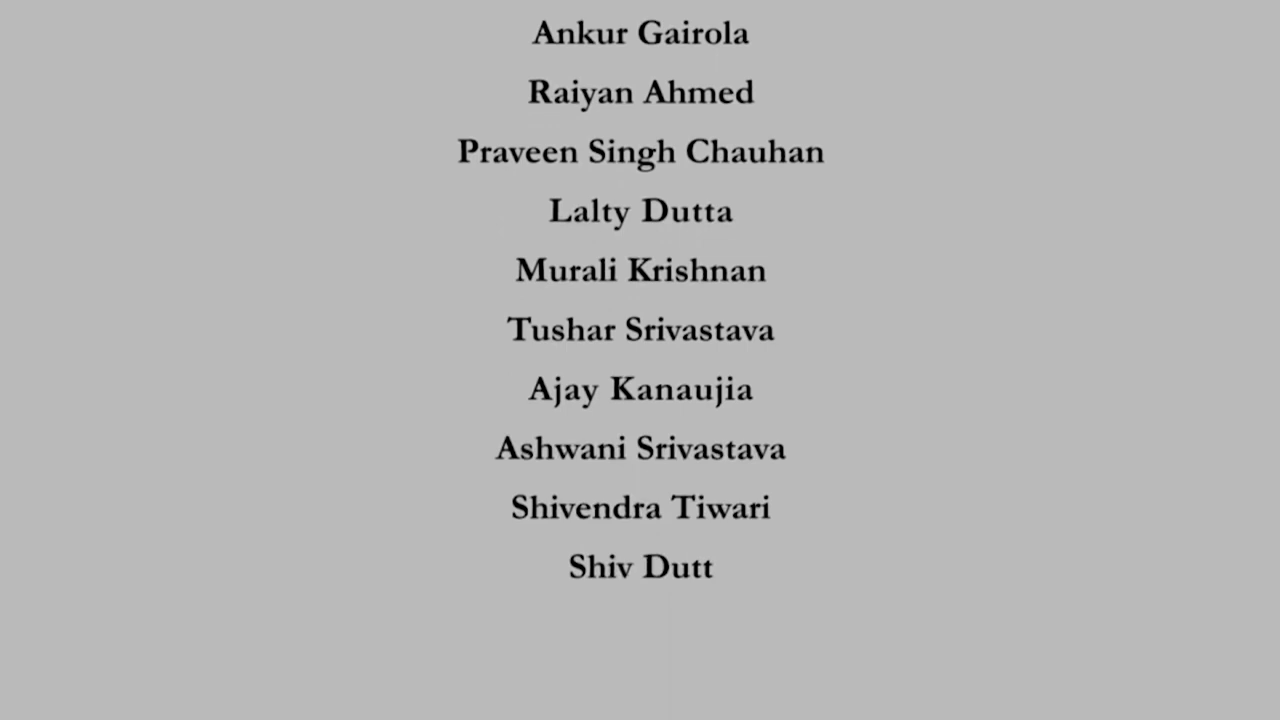 Ankur Gairola
Raiyan Ahmed
Praveen Singh Chauhan
Lalty Dutta
Murali Krishnan
Tushar Srivastava
Ajay Kanaujia
Ashwani Srivastava
Shivendra Tiwari
Shiv Dutt